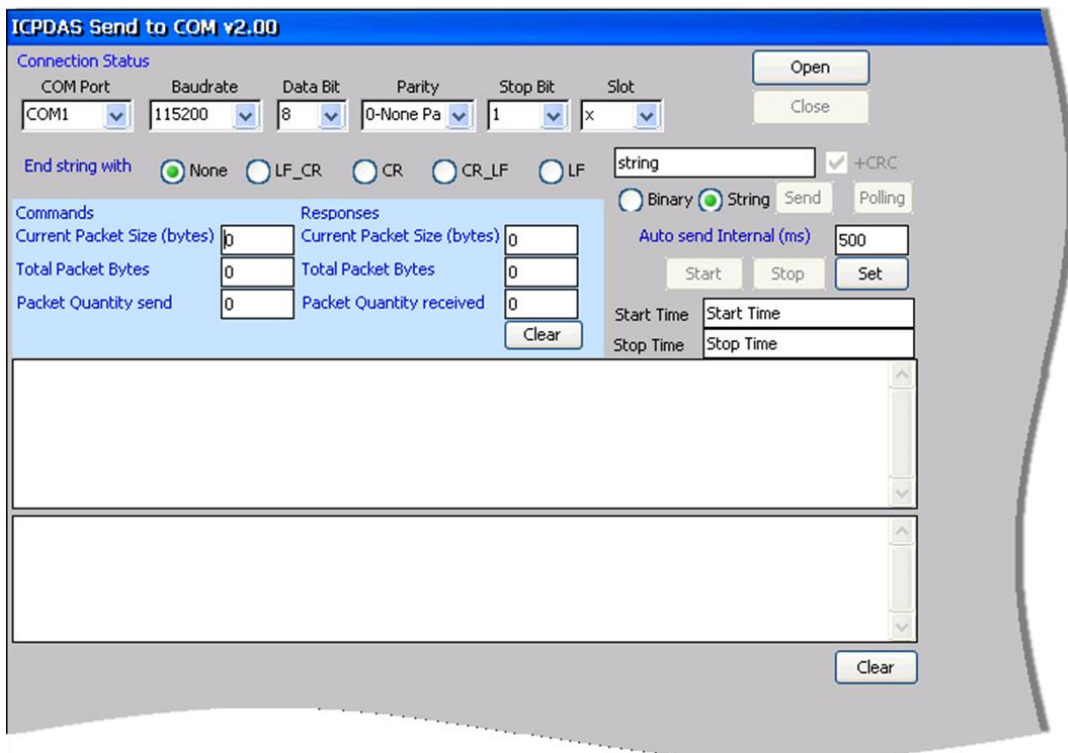 ICPDAS Send to COM v2.00
Connection Status
COM Port Baudrate Data Bit Parity Stop Bit Slot
COM1 115200 8 0-None Pa 1 x
Open
Close
End string with None LF_CR CR CR_LF LF
string +CRC
Binary String Send Polling
Commands Responses
Current Packet Size (bytes) 0 Current Packet Size (bytes) 0
Total Packet Bytes 0 Total Packet Bytes 0
Packet Quantity send 0 Packet Quantity received 0
Clear
Auto send Internal (ms) 500
Start Stop Set
Start Time Start Time
Stop Time Stop Time
Clear